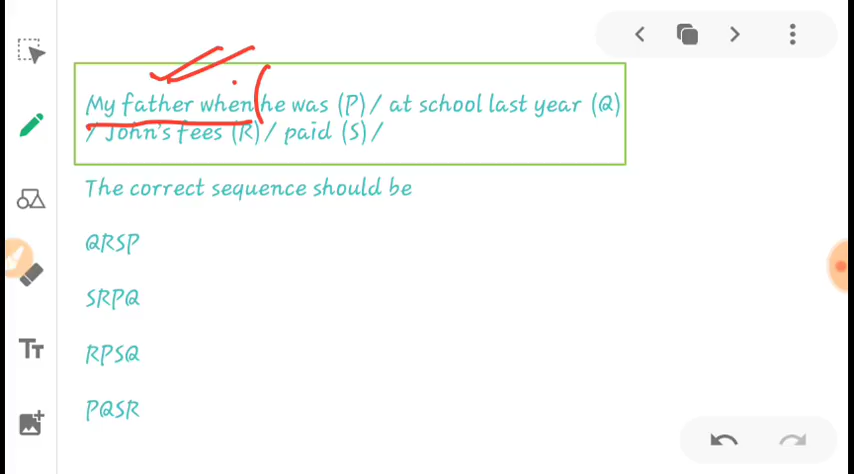 My father when he was (P) / at school last year (Q)
/ John's fees (R) / paid (S) /
The correct sequence should be
QRSP
SRPQ
RPSQ
PQSR
TT